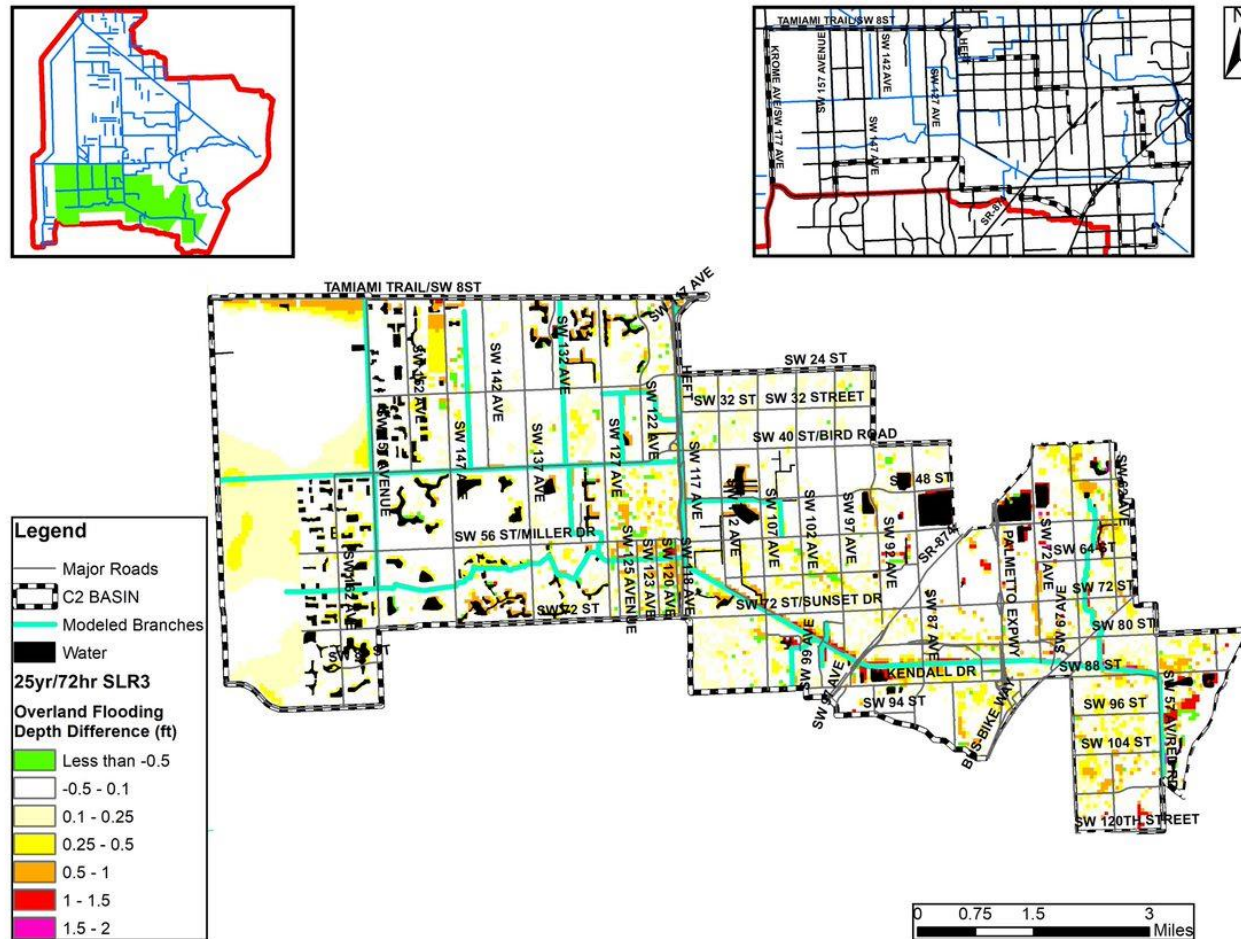 TAMIAMI TRAIL/SW 8ST
HEFT
KROME AVE/SW 177 AVE
SW 157 AVENUE
SW 142 AVE
SW 127 AVE
SW 147 AVE
SR-874
N
TAMIAMI TRAIL/SW 8ST
SW 132 AVE
SW 142 AVE
SW 152 AVE
SW 122 AVE
HEFT
SW 24 ST
SW 32 ST
SW 32 STREET
SW 40 ST/BIRD ROAD
SW 147 AVE
SW 137 AVE
SW 127 AVE
SW 117 AVE
48 ST
SW 56 ST/MILLER DR
SW 107 AVE
SW 102 AVE
SW 97 AVE
SW 92 AVE
SR-874
PALMETTO EXPWY
SW 72 AVE
SW 64 ST
SW 125 AVENUE
SW 123 AVE
SW 120 AVE
SW 118 AVE
SW 72 ST
SW 72 ST/SUNSET DR
SW 72 ST
SW 87 AVE
SW 67 AVE
SW 80 ST
SW 99 AVE
KENDALL DR
SW 88 ST
SW 94 ST
SW 96 ST
SW 57 AV/RED RD
SW 104 ST
SW 120TH STREET
Legend
Major Roads
C2 BASIN
Modeled Branches
Water
25yr/72hr SLR3
Overland Flooding
Depth Difference (ft)
Less than -0.5
-0.5 - 0.1
0.1 - 0.25
0.25 - 0.5
0.5 - 1
1 - 1.5
1.5 - 2
0 0.75 1.5 3
Miles